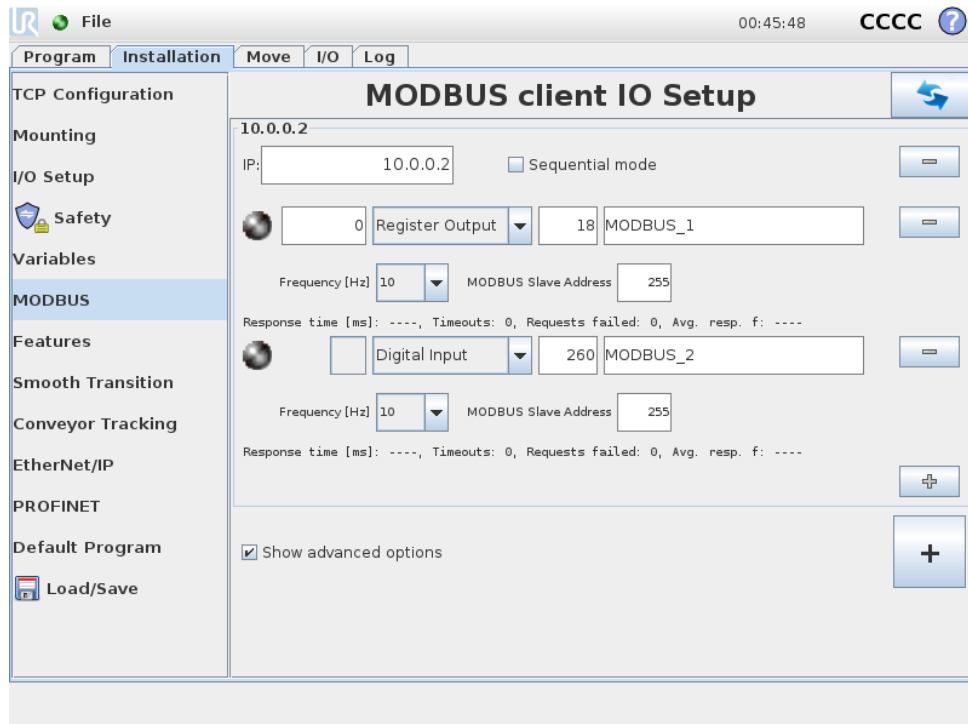 UR File 00:45:48 CCCC ?
Program Installation Move I/O Log
TCP Configuration
Mounting
I/O Setup
Safety
Variables
MODBUS
Features
Smooth Transition
Conveyor Tracking
EtherNet/IP
PROFINET
Default Program
Load/Save
MODBUS client IO Setup
10.0.0.2
IP: 10.0.0.2 Sequential mode
0 Register Output 18 MODBUS_1
Frequency [Hz] 10 MODBUS Slave Address 255
Response time [ms]: ----, Timeouts: 0, Requests failed: 0, Avg. resp. f: ----
Digital Input 260 MODBUS_2
Frequency [Hz] 10 MODBUS Slave Address 255
Response time [ms]: ----, Timeouts: 0, Requests failed: 0, Avg. resp. f: ----
Show advanced options